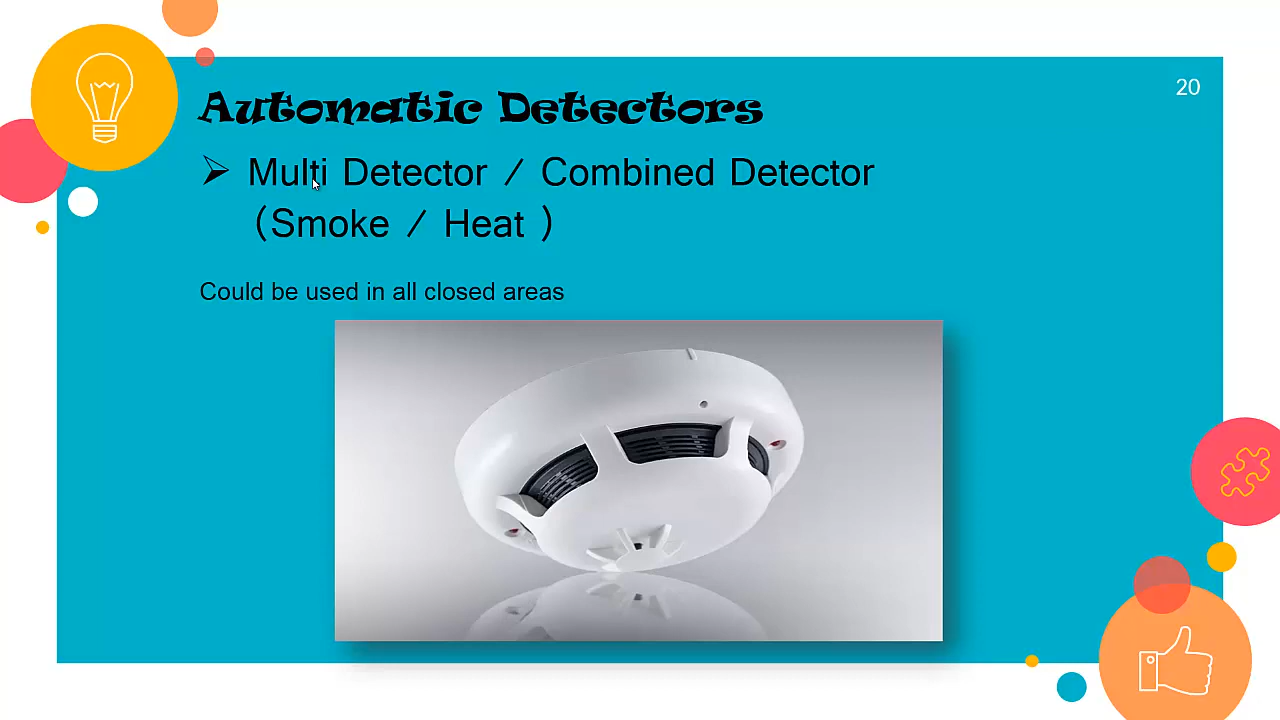 20
Automatic Detectors
➢ Multi Detector / Combined Detector
(Smoke / Heat )
Could be used in all closed areas